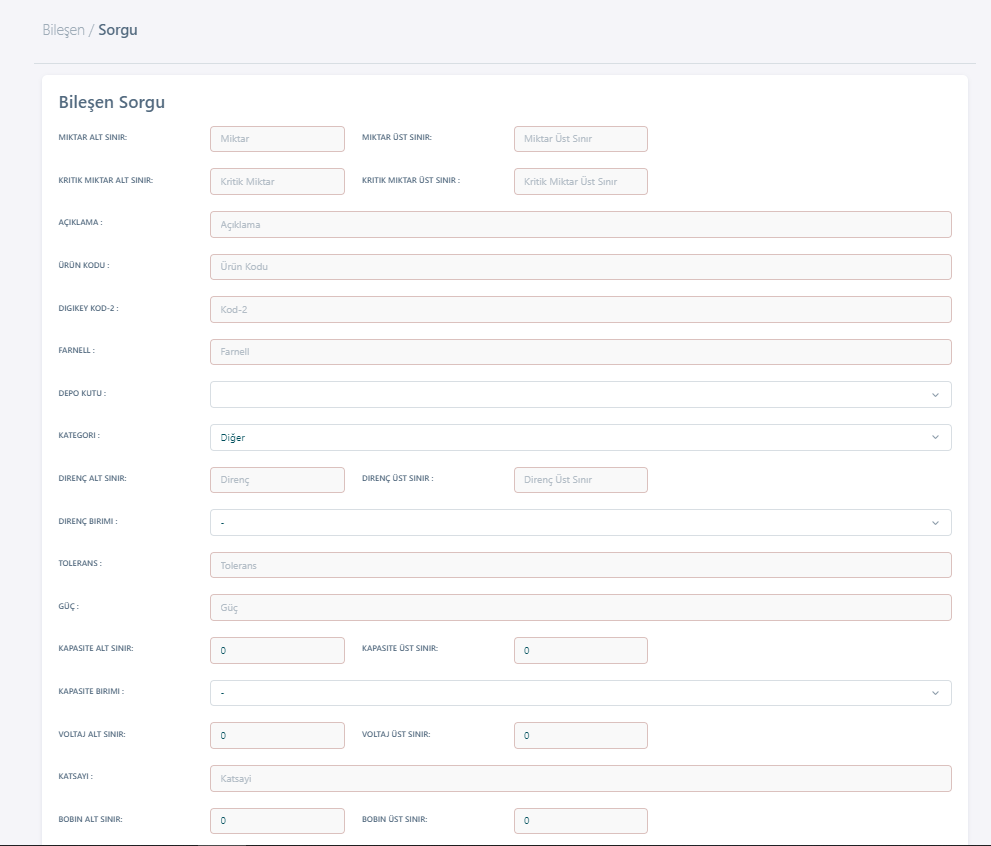 Bileşen / Sorgu
Bileşen Sorgu
MIKTAR ALT SINIR: Miktar MIKTAR ÜST SINIR: Miktar Üst Sınır
KRITIK MIKTAR ALT SINIR: Kritik Miktar KRITIK MIKTAR ÜST SINIR : Kritik Miktar Üst Sınır
AÇIKLAMA : Açıklama
ÜRÜN KODU : Ürün Kodu
DIGIKEY KOD-2 : Kod-2
FARNELL : Farnell
DEPO KUTU :
KATEGORI : Diğer
DIRENÇ ALT SINIR: Direnç DIRENÇ ÜST SINIR : Direnç Üst Sınır
DIRENÇ BIRIMI : -
TOLERANS : Tolerans
GÜÇ : Güç
KAPASITE ALT SINIR: 0 KAPASITE ÜST SINIR: 0
KAPASITE BIRIMI : -
VOLTAJ ALT SINIR: 0 VOLTAJ ÜST SINIR: 0
KATSAYI : Katsayi
BOBIN ALT SINIR: 0 BOBIN ÜST SINIR: 0